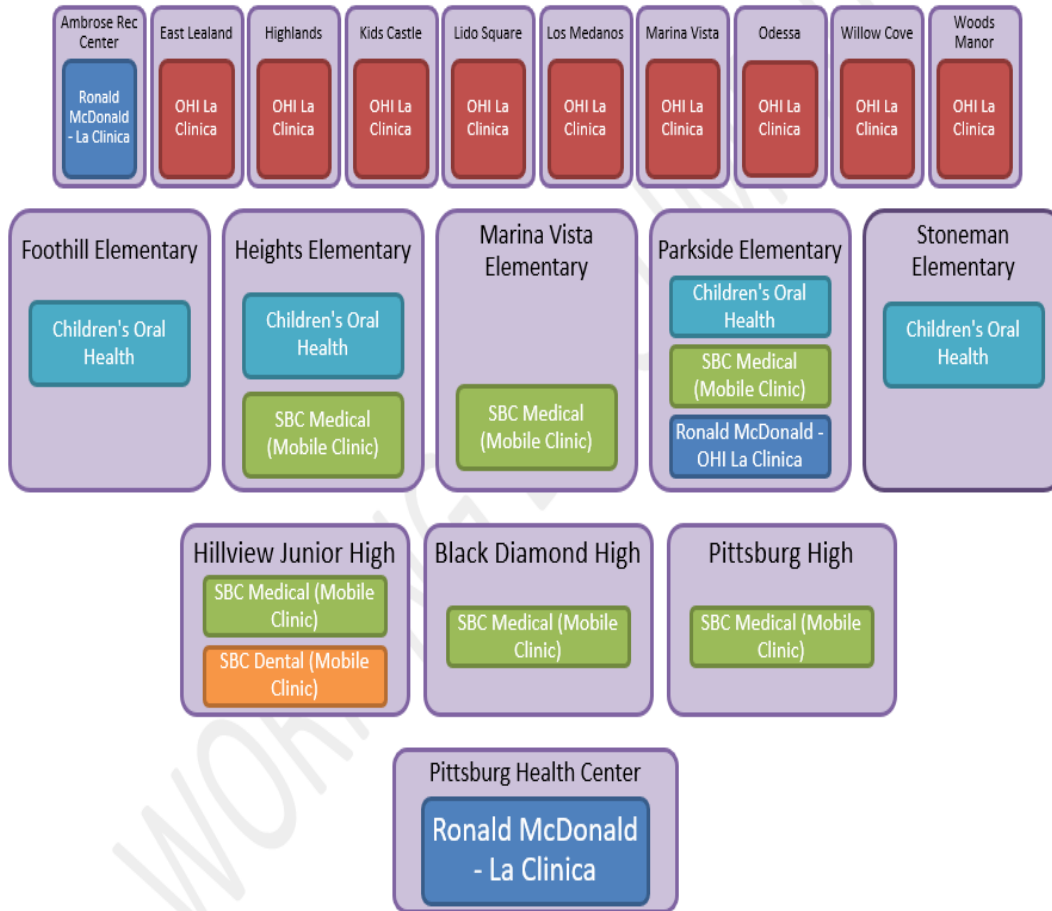 Ambrose Rec
Center
Ronald
McDonald
- La Clinica
East Lealand
OHI La
Clinica
Highlands
OHI La
Clinica
Kids Castle
OHI La
Clinica
Lido Square
OHI La
Clinica
Los Medanos
OHI La
Clinica
Marina Vista
OHI La
Clinica
Odessa
OHI La
Clinica
Willow Cove
OHI La
Clinica
Woods
Manor
OHI La
Clinica
Foothill Elementary
Children's Oral
Health
Heights Elementary
Children's Oral
Health
SBC Medical
(Mobile Clinic)
Marina Vista
Elementary
SBC Medical
(Mobile Clinic)
Parkside Elementary
Children's Oral
Health
SBC Medical
(Mobile Clinic)
Ronald McDonald -
OHI La Clinica
Stoneman
Elementary
Children's Oral
Health
Hillview Junior High
SBC Medical (Mobile
Clinic)
SBC Dental (Mobile
Clinic)
Black Diamond High
SBC Medical (Mobile
Clinic)
Pittsburg High
SBC Medical (Mobile
Clinic)
Pittsburg Health Center
Ronald McDonald
- La Clinica
WORKING